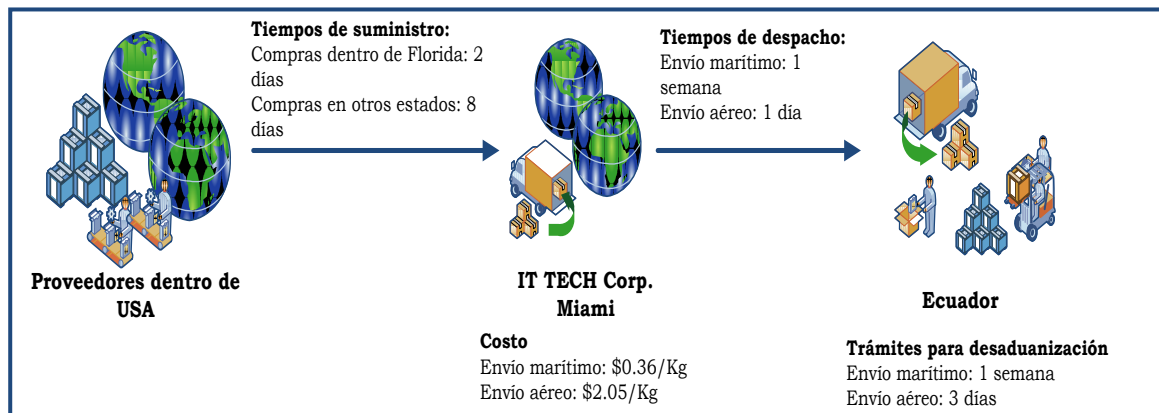 Tiempos de suministro:
Compras dentro de Florida: 2
días
Compras en otros estados: 8
días
Tiempos de despacho:
Envío marítimo: 1
semana
Envío aéreo: 1 día
Proveedores dentro de
USA
IT TECH Corp.
Miami
Ecuador
Costo
Envío marítimo: $0.36/Kg
Envío aéreo: $2.05/Kg
Trámites para desaduanización
Envío marítimo: 1 semana
Envío aéreo: 3 días